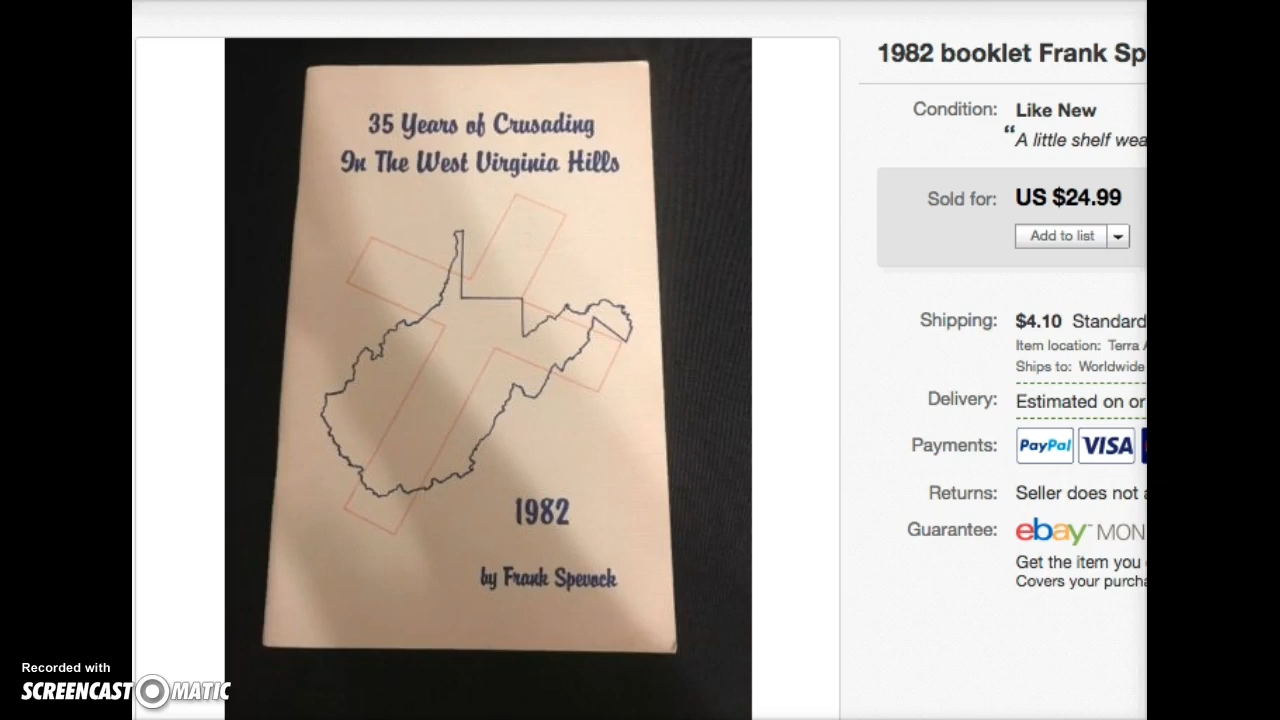 35 Years of Crusading
In The West Virginia Hills
1982
by Frank Spevock
1982 booklet Frank Sp
Condition: Like New
“A little shelf wea
Sold for: US $24.99
Add to list
Shipping: $4.10 Standard
Item location: Terra A
Ships to: Worldwide
Delivery: Estimated on or
Payments: PayPal VISA
Returns: Seller does not a
Guarantee: ebay MON
Get the item you
Covers your purcha
Recorded with
SCREENCAST O MATIC